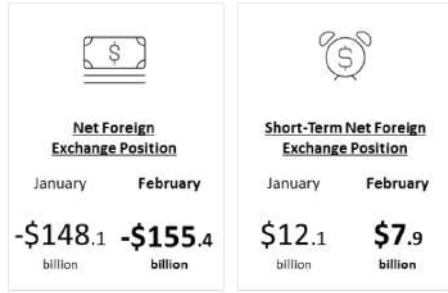 $
Net Foreign
Exchange Position
January February
-$148.1 -$155.4
billion billion
$
Short-Term Net Foreign
Exchange Position
January February
$12.1 $7.9
billion billion